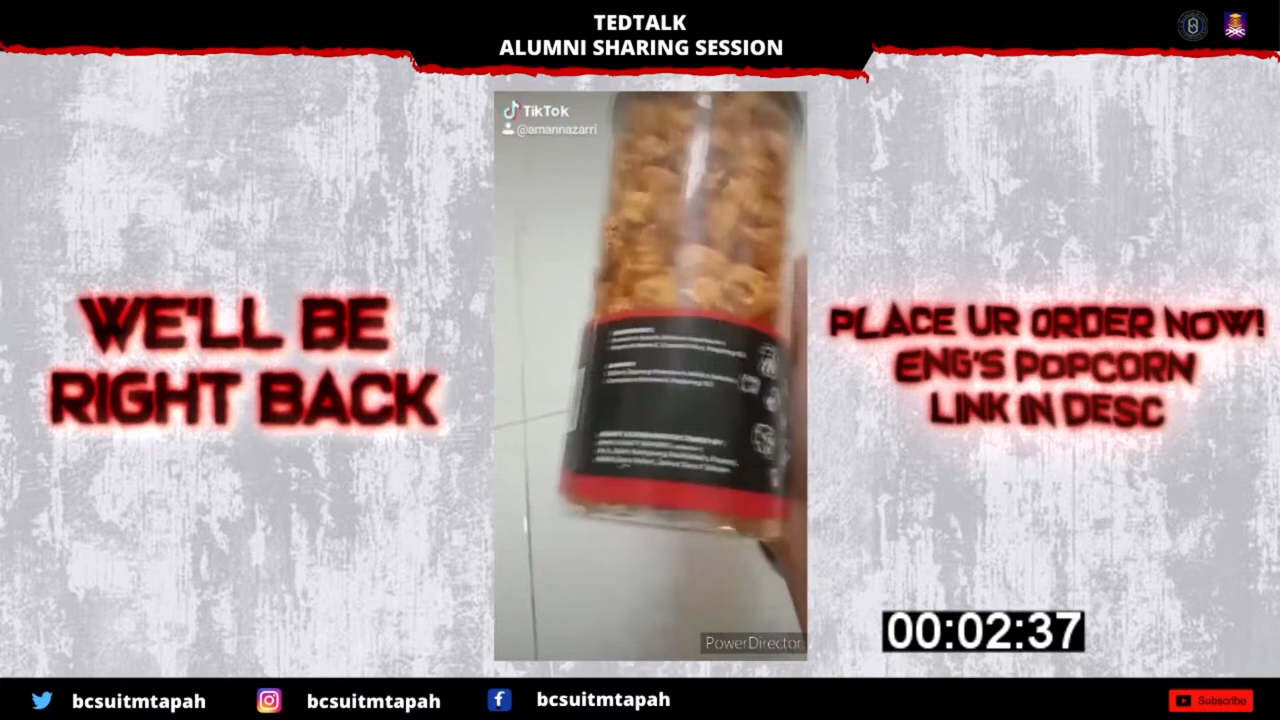 TEDTALK
ALUMNI SHARING SESSION
TikTok
@amannazarri
WE'LL BE
RIGHT BACK
PLACE UR ORDER NOW!
ENG'S POPCORN
LINK IN DESC
PowerDirector
00:02:37
bcsuitmtapah
bcsuitmtapah
bcsuitmtapah
Subscribe